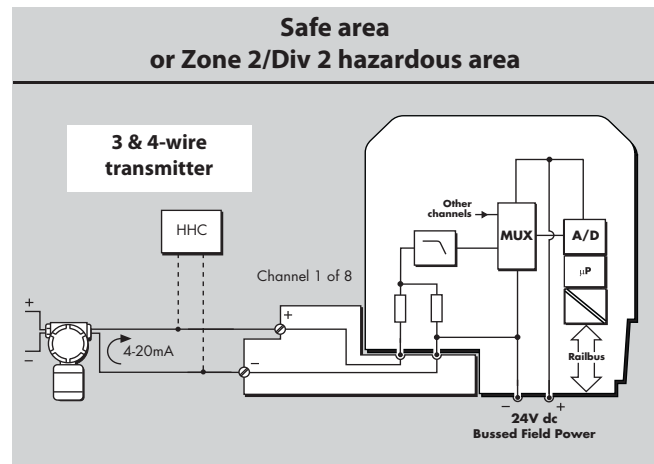 Safe area
or Zone 2/Div 2 hazardous area
3 & 4-wire
transmitter
HHC
Other
channels
MUX
A/D
µP
Channel 1 of 8
+
+
4-20mA
–
–
Railbus
–
+
24V dc
Bussed Field Power